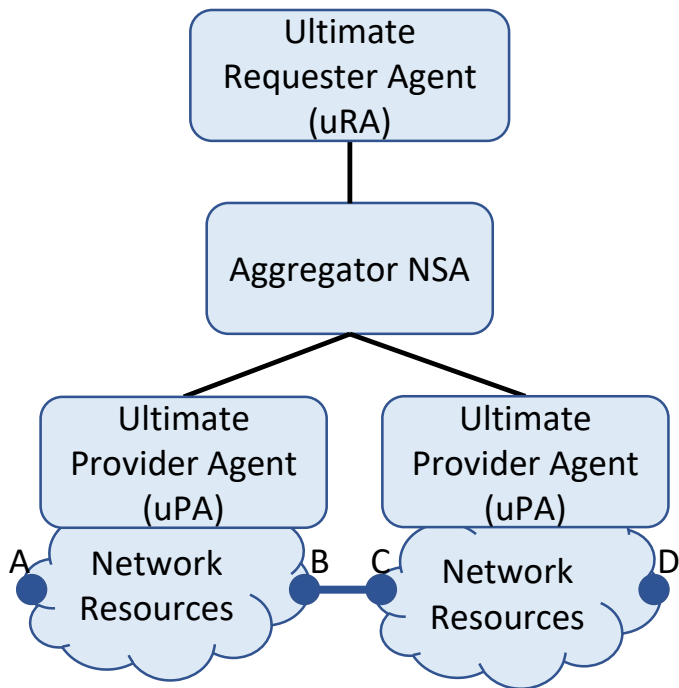 Ultimate
Requester Agent
(uRA)
Aggregator NSA
Ultimate
Provider Agent
(uPA)
Ultimate
Provider Agent
(uPA)
A
Network
Resources
B
C
Network
Resources
D